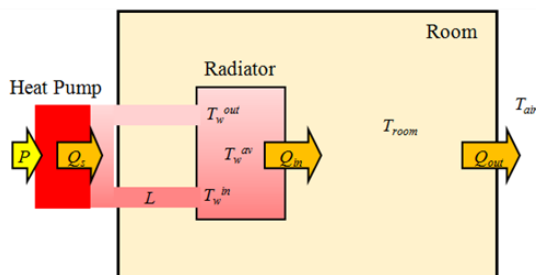 Room
Radiator
Heat Pump
T_w^out
T_air
T_room
P
Q_s
T_w^av
Q_in
Q_out
T_w^in
L